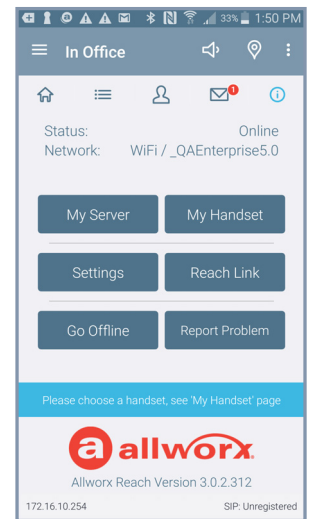 33% 1:50 PM
In Office
1
Status: Online
Network: WiFi / _QAEnterprise5.0
My Server My Handset
Settings Reach Link
Go Offline Report Problem
Please choose a handset, see 'My Handset' page
a allworx
Allworx Reach Version 3.0.2.312
172.16.10.254 SIP: Unregistered